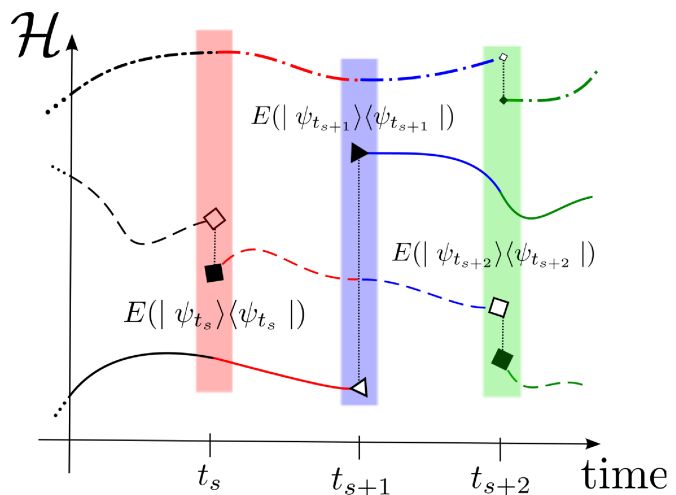 ℋ
E(| ψ_{t_{s+1}}⟩⟨ψ_{t_{s+1}} |)
E(| ψ_{t_{s+2}}⟩⟨ψ_{t_{s+2}} |)
E(| ψ_{t_s}⟩⟨ψ_{t_s} |)
t_s t_{s+1} t_{s+2} time